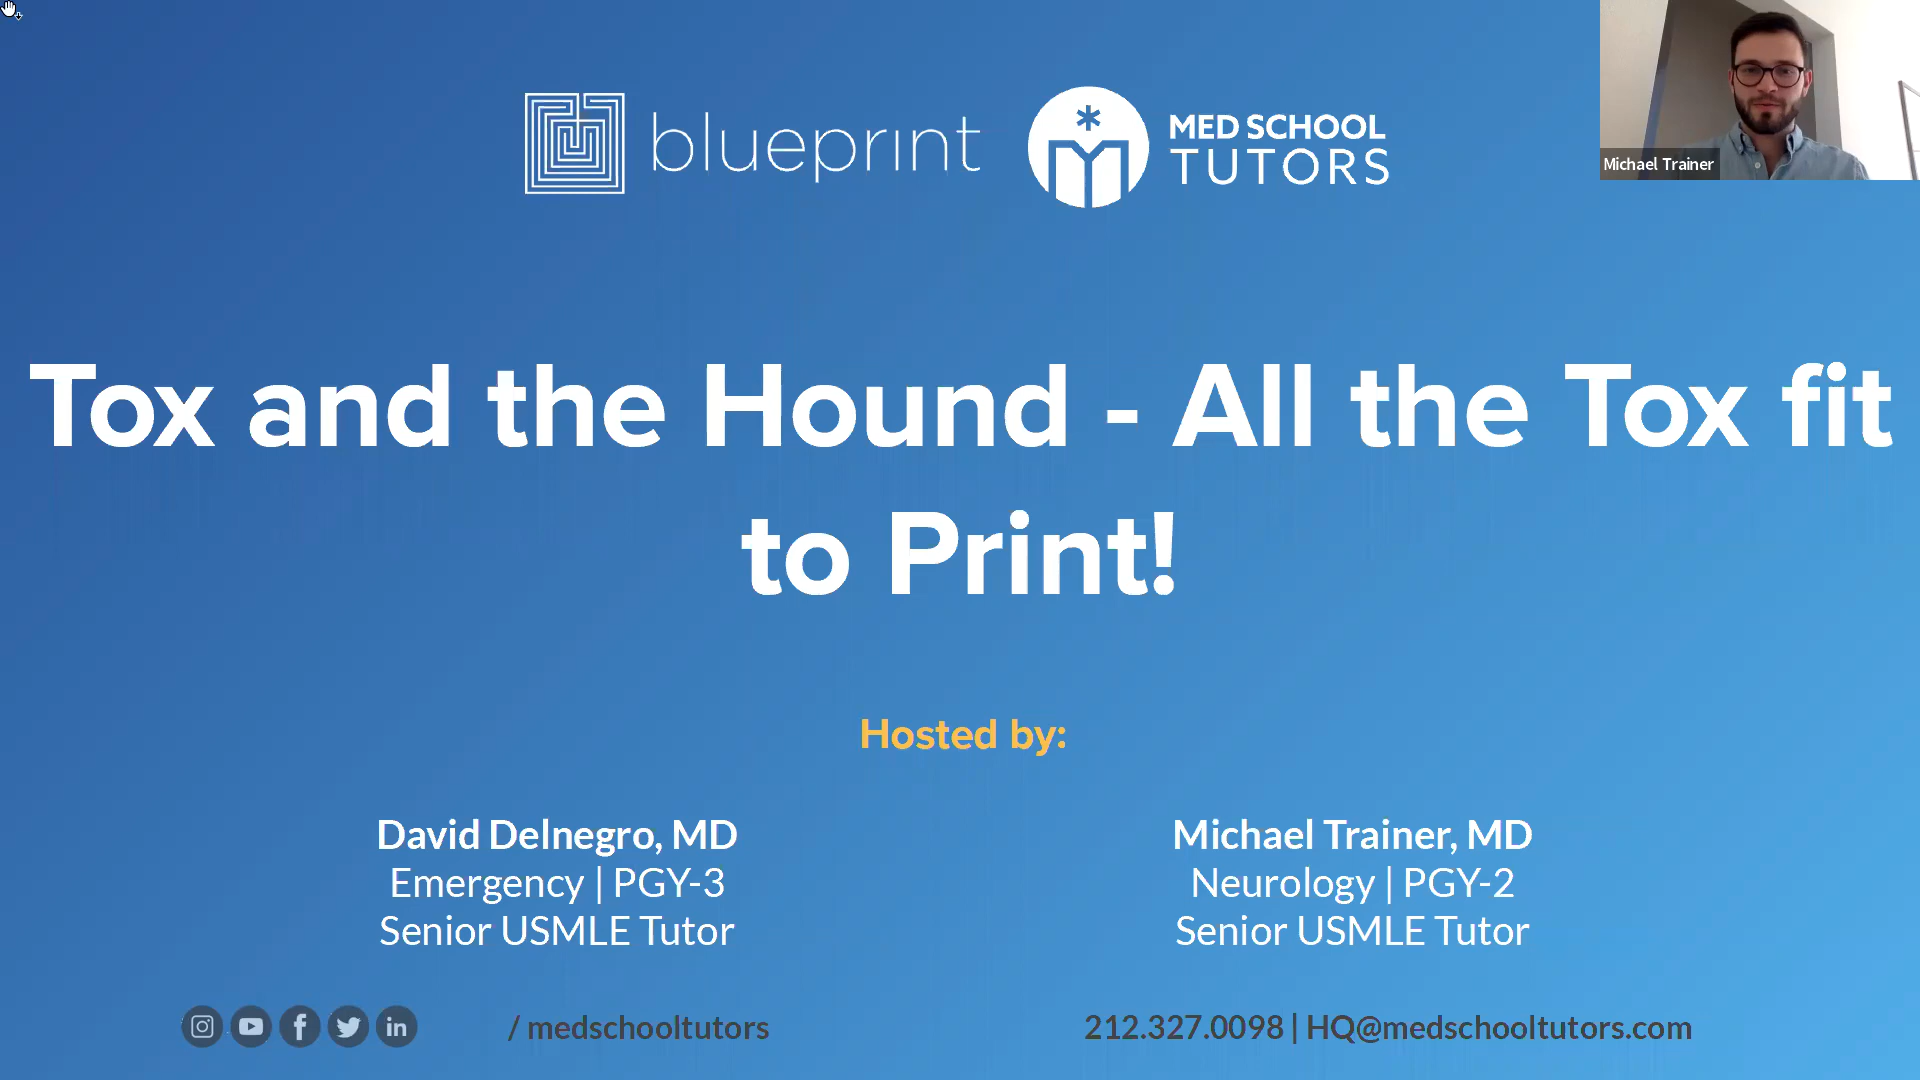 blueprint
MED SCHOOL
TUTORS
Michael Trainer
Tox and the Hound - All the Tox fit
to Print!
Hosted by:
David Delnegro, MD
Emergency | PGY-3
Senior USMLE Tutor
Michael Trainer, MD
Neurology | PGY-2
Senior USMLE Tutor
/ medschooltutors
212.327.0098 | HQ@medschooltutors.com